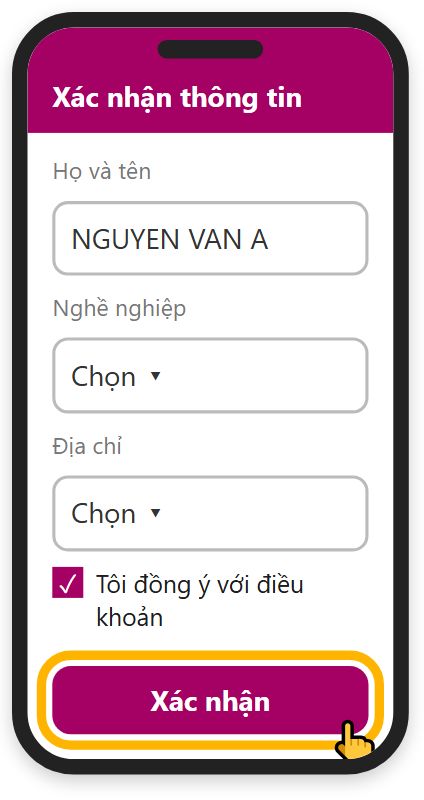 Xác nhận thông tin
Họ và tên
NGUYEN VAN A
Nghề nghiệp
Chọn ▼
Địa chỉ
Chọn ▼
Tôi đồng ý với điều
khoản
Xác nhận